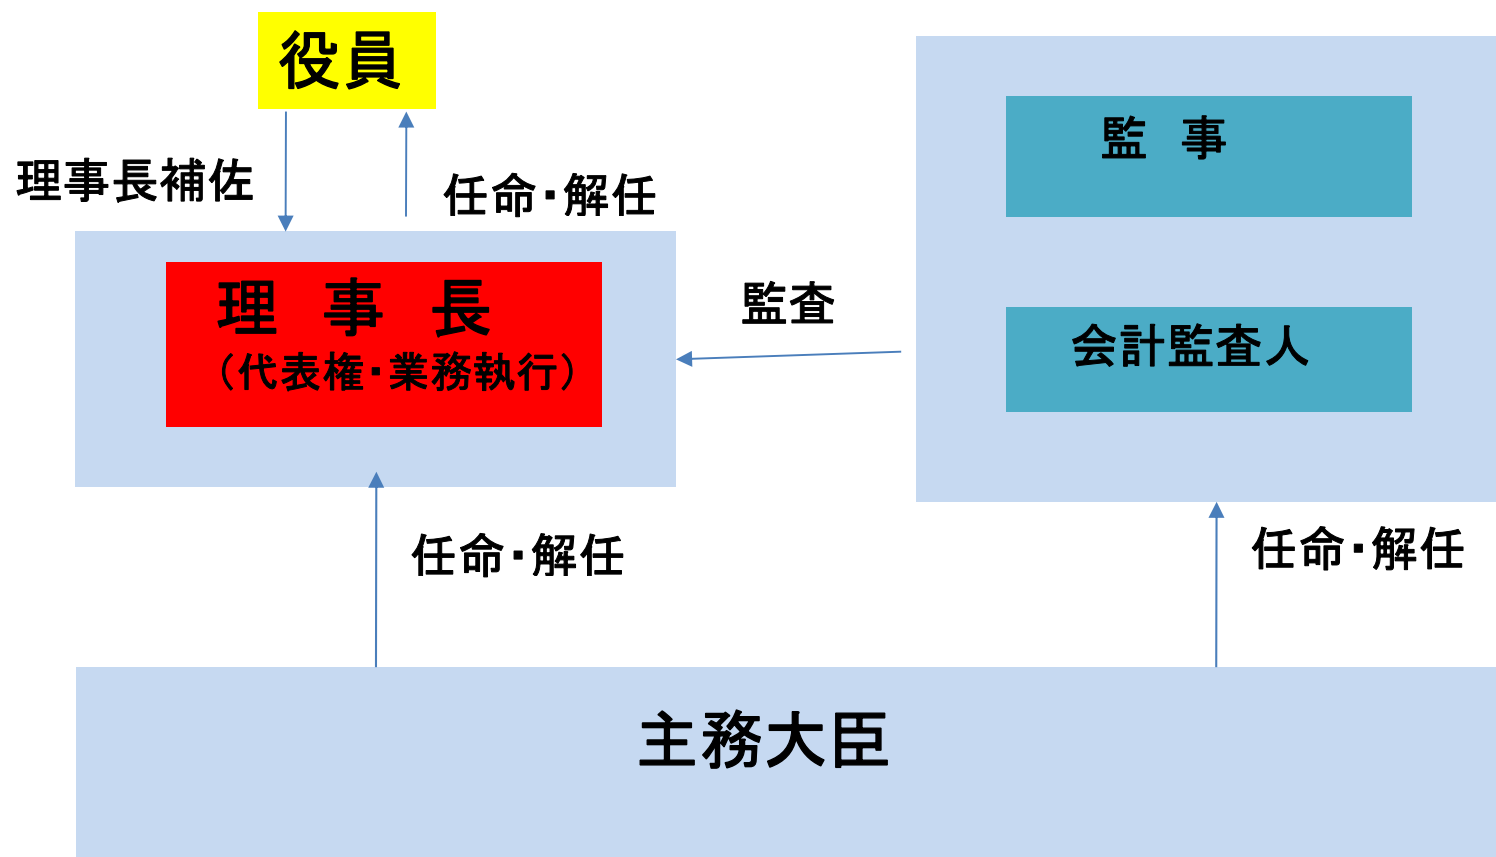 役員
理事長補佐
任命・解任
理　事　長
（代表権・業務執行）
任命・解任
監査
監　事
会計監査人
任命・解任
主務大臣